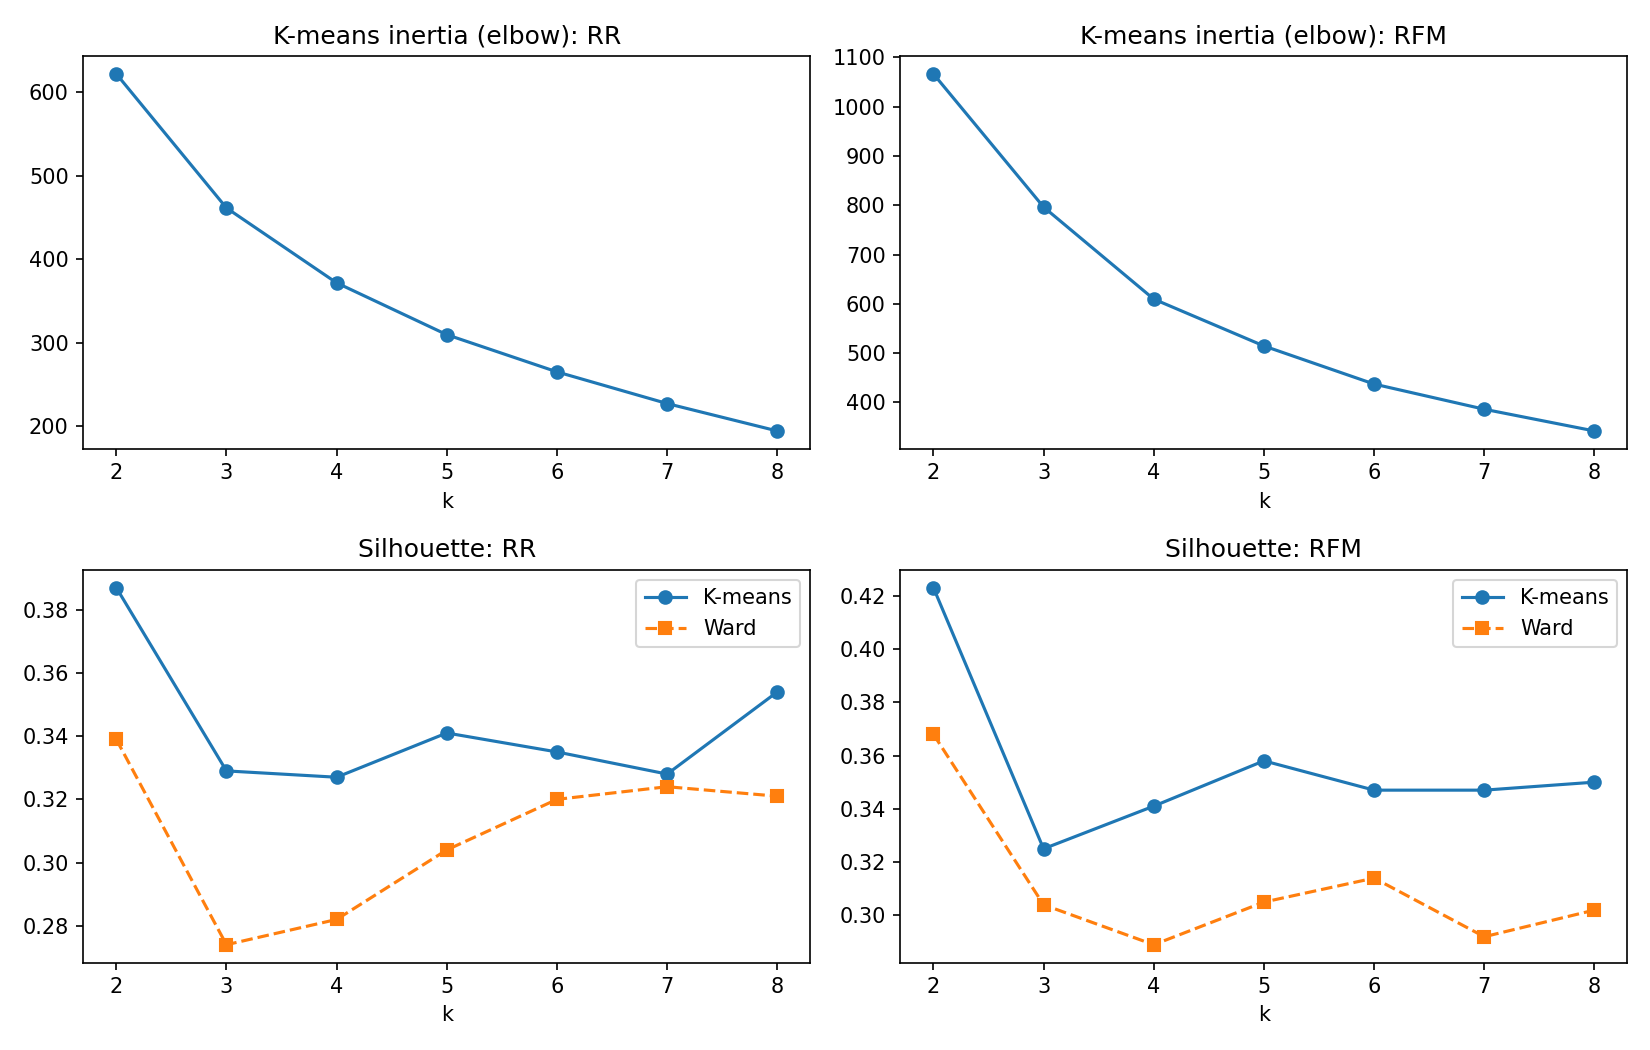 K-means inertia (elbow): RR
600
500
400
300
200
2 3 4 5 6 7 8
k
K-means inertia (elbow): RFM
1100
1000
900
800
700
600
500
400
2 3 4 5 6 7 8
k
Silhouette: RR
K-means
Ward
0.38
0.36
0.34
0.32
0.30
0.28
2 3 4 5 6 7 8
k
Silhouette: RFM
K-means
Ward
0.42
0.40
0.38
0.36
0.34
0.32
0.30
2 3 4 5 6 7 8
k